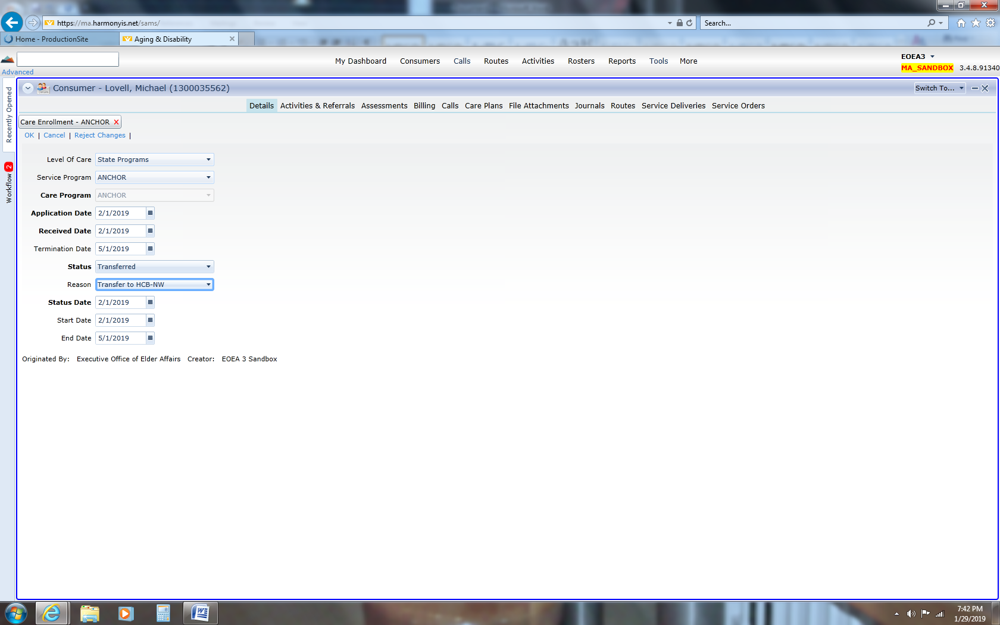 https://ma.harmonyis.net/sams/
Search...
Home - ProductionSite
Aging & Disability
My Dashboard Consumers Calls Routes Activities Rosters Reports Tools More
EOEA3
Advanced
MA_SANDBOX 3.4.8.91340
Recently Opened
Workflow 2
Consumer - Lovell, Michael (1300035562)
Switch To...
Details Activities & Referrals Assessments Billing Calls Care Plans File Attachments Journals Routes Service Deliveries Service Orders
Care Enrollment - ANCHOR X
OK | Cancel | Reject Changes |
Level Of Care State Programs
Service Program ANCHOR
Care Program ANCHOR
Application Date 2/1/2019
Received Date 2/1/2019
Termination Date 5/1/2019
Status Transferred
Reason Transfer to HCB-NW
Status Date 2/1/2019
Start Date 2/1/2019
End Date 5/1/2019
Originated By: Executive Office of Elder Affairs Creator: EOEA 3 Sandbox
7:42 PM
1/29/2019